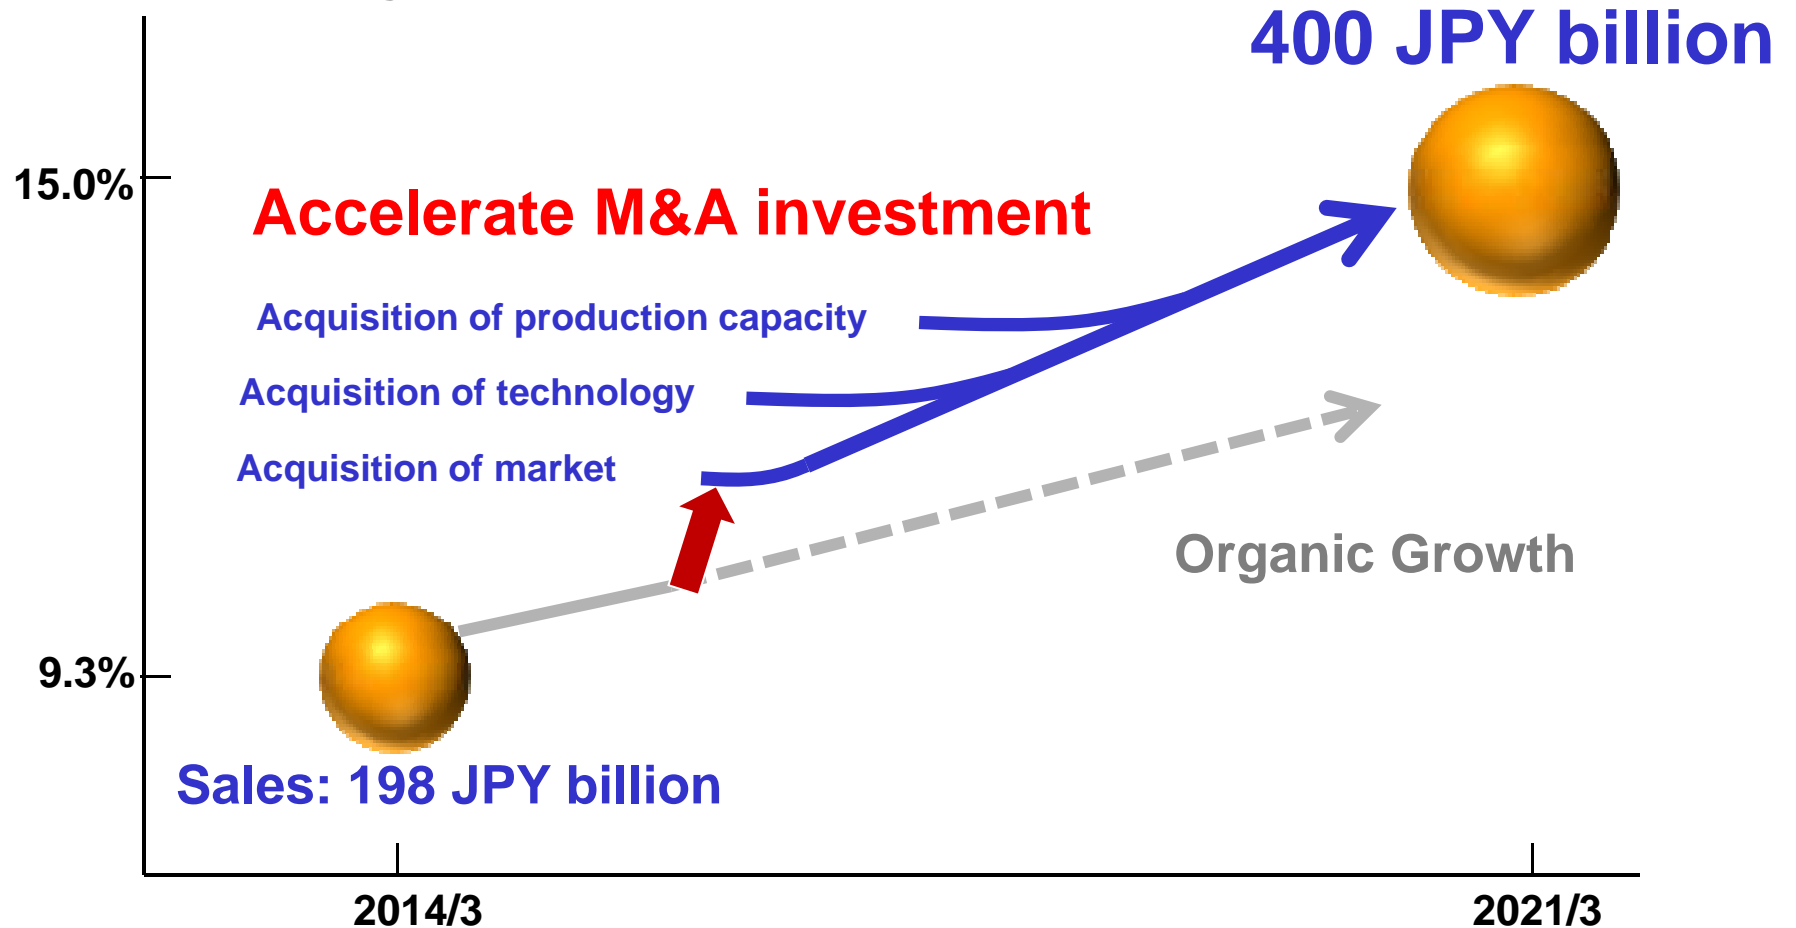 400 JPY billion
15.0%
Accelerate M&A investment
Acquisition of production capacity
Acquisition of technology
Acquisition of market
Organic Growth
9.3%
Sales: 198 JPY billion
2014/3
2021/3